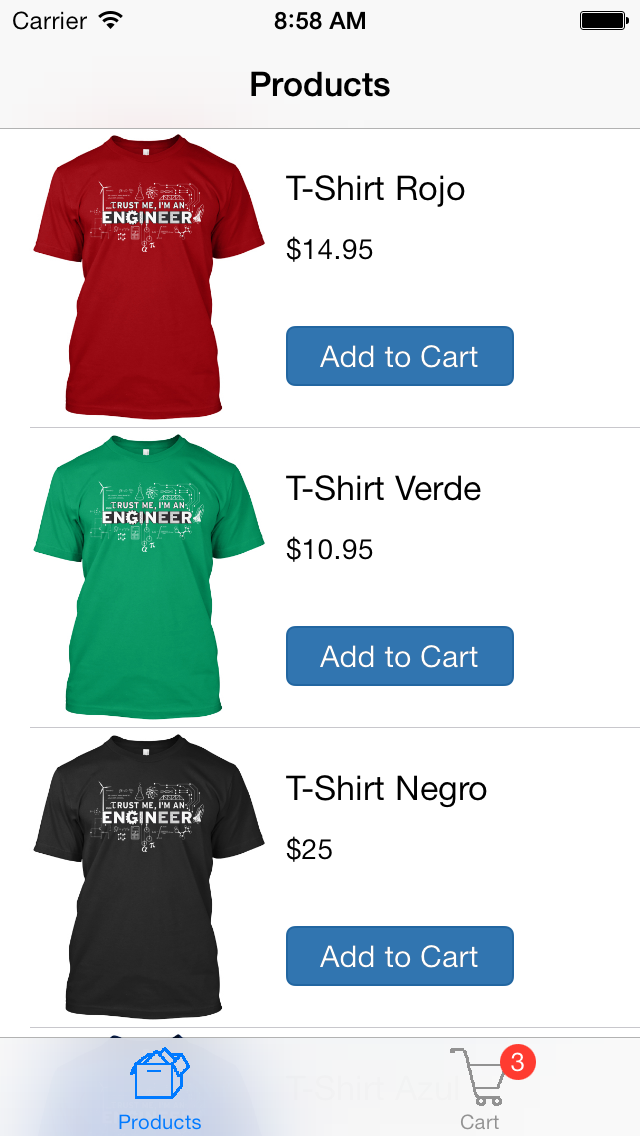 Carrier 8:58 AM
Products
TRUST ME, I'M AN
ENGINEER
T-Shirt Rojo
$14.95
Add to Cart
TRUST ME, I'M AN
ENGINEER
T-Shirt Verde
$10.95
Add to Cart
TRUST ME, I'M AN
ENGINEER
T-Shirt Negro
$25
Add to Cart
T-Shirt Azul
3
Products
Cart